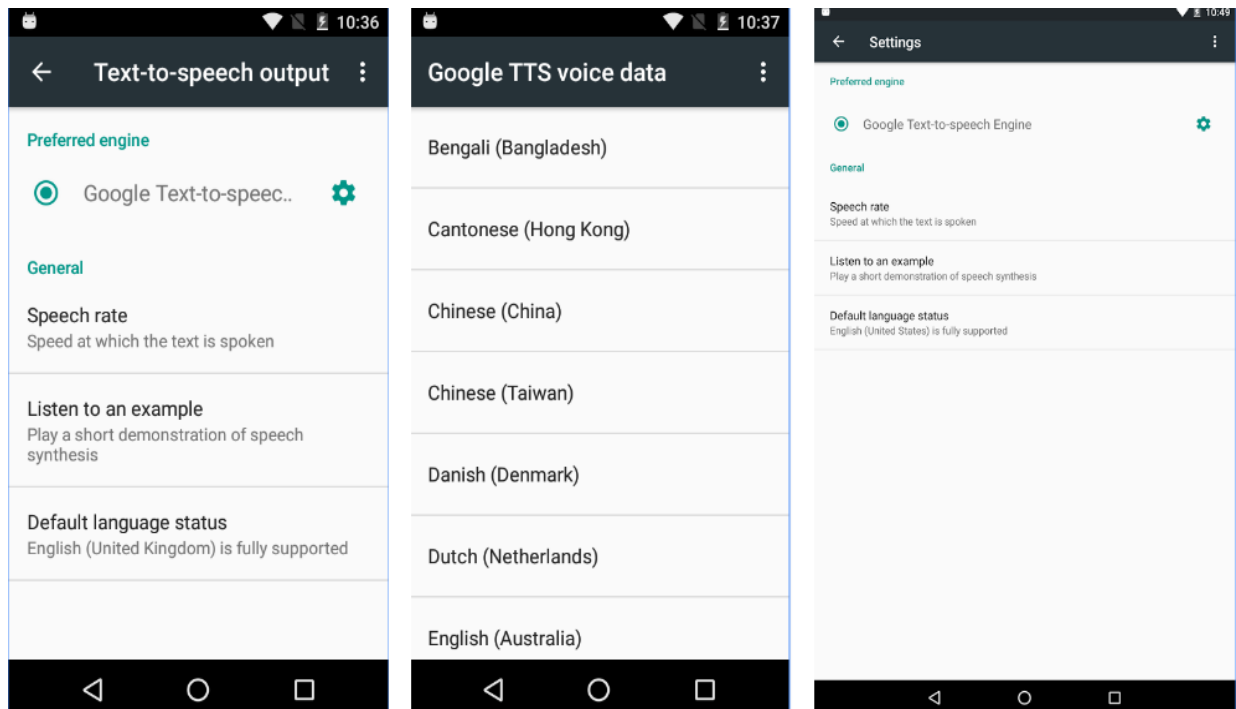 10:36
Text-to-speech output
Preferred engine
Google Text-to-speec..
General
Speech rate
Speed at which the text is spoken
Listen to an example
Play a short demonstration of speech
synthesis
Default language status
English (United Kingdom) is fully supported
10:37
Google TTS voice data
Bengali (Bangladesh)
Cantonese (Hong Kong)
Chinese (China)
Chinese (Taiwan)
Danish (Denmark)
Dutch (Netherlands)
English (Australia)
10:49
Settings
Preferred engine
Google Text-to-speech Engine
General
Speech rate
Speed at which the text is spoken
Listen to an example
Play a short demonstration of speech synthesis
Default language status
English (United States) is fully supported